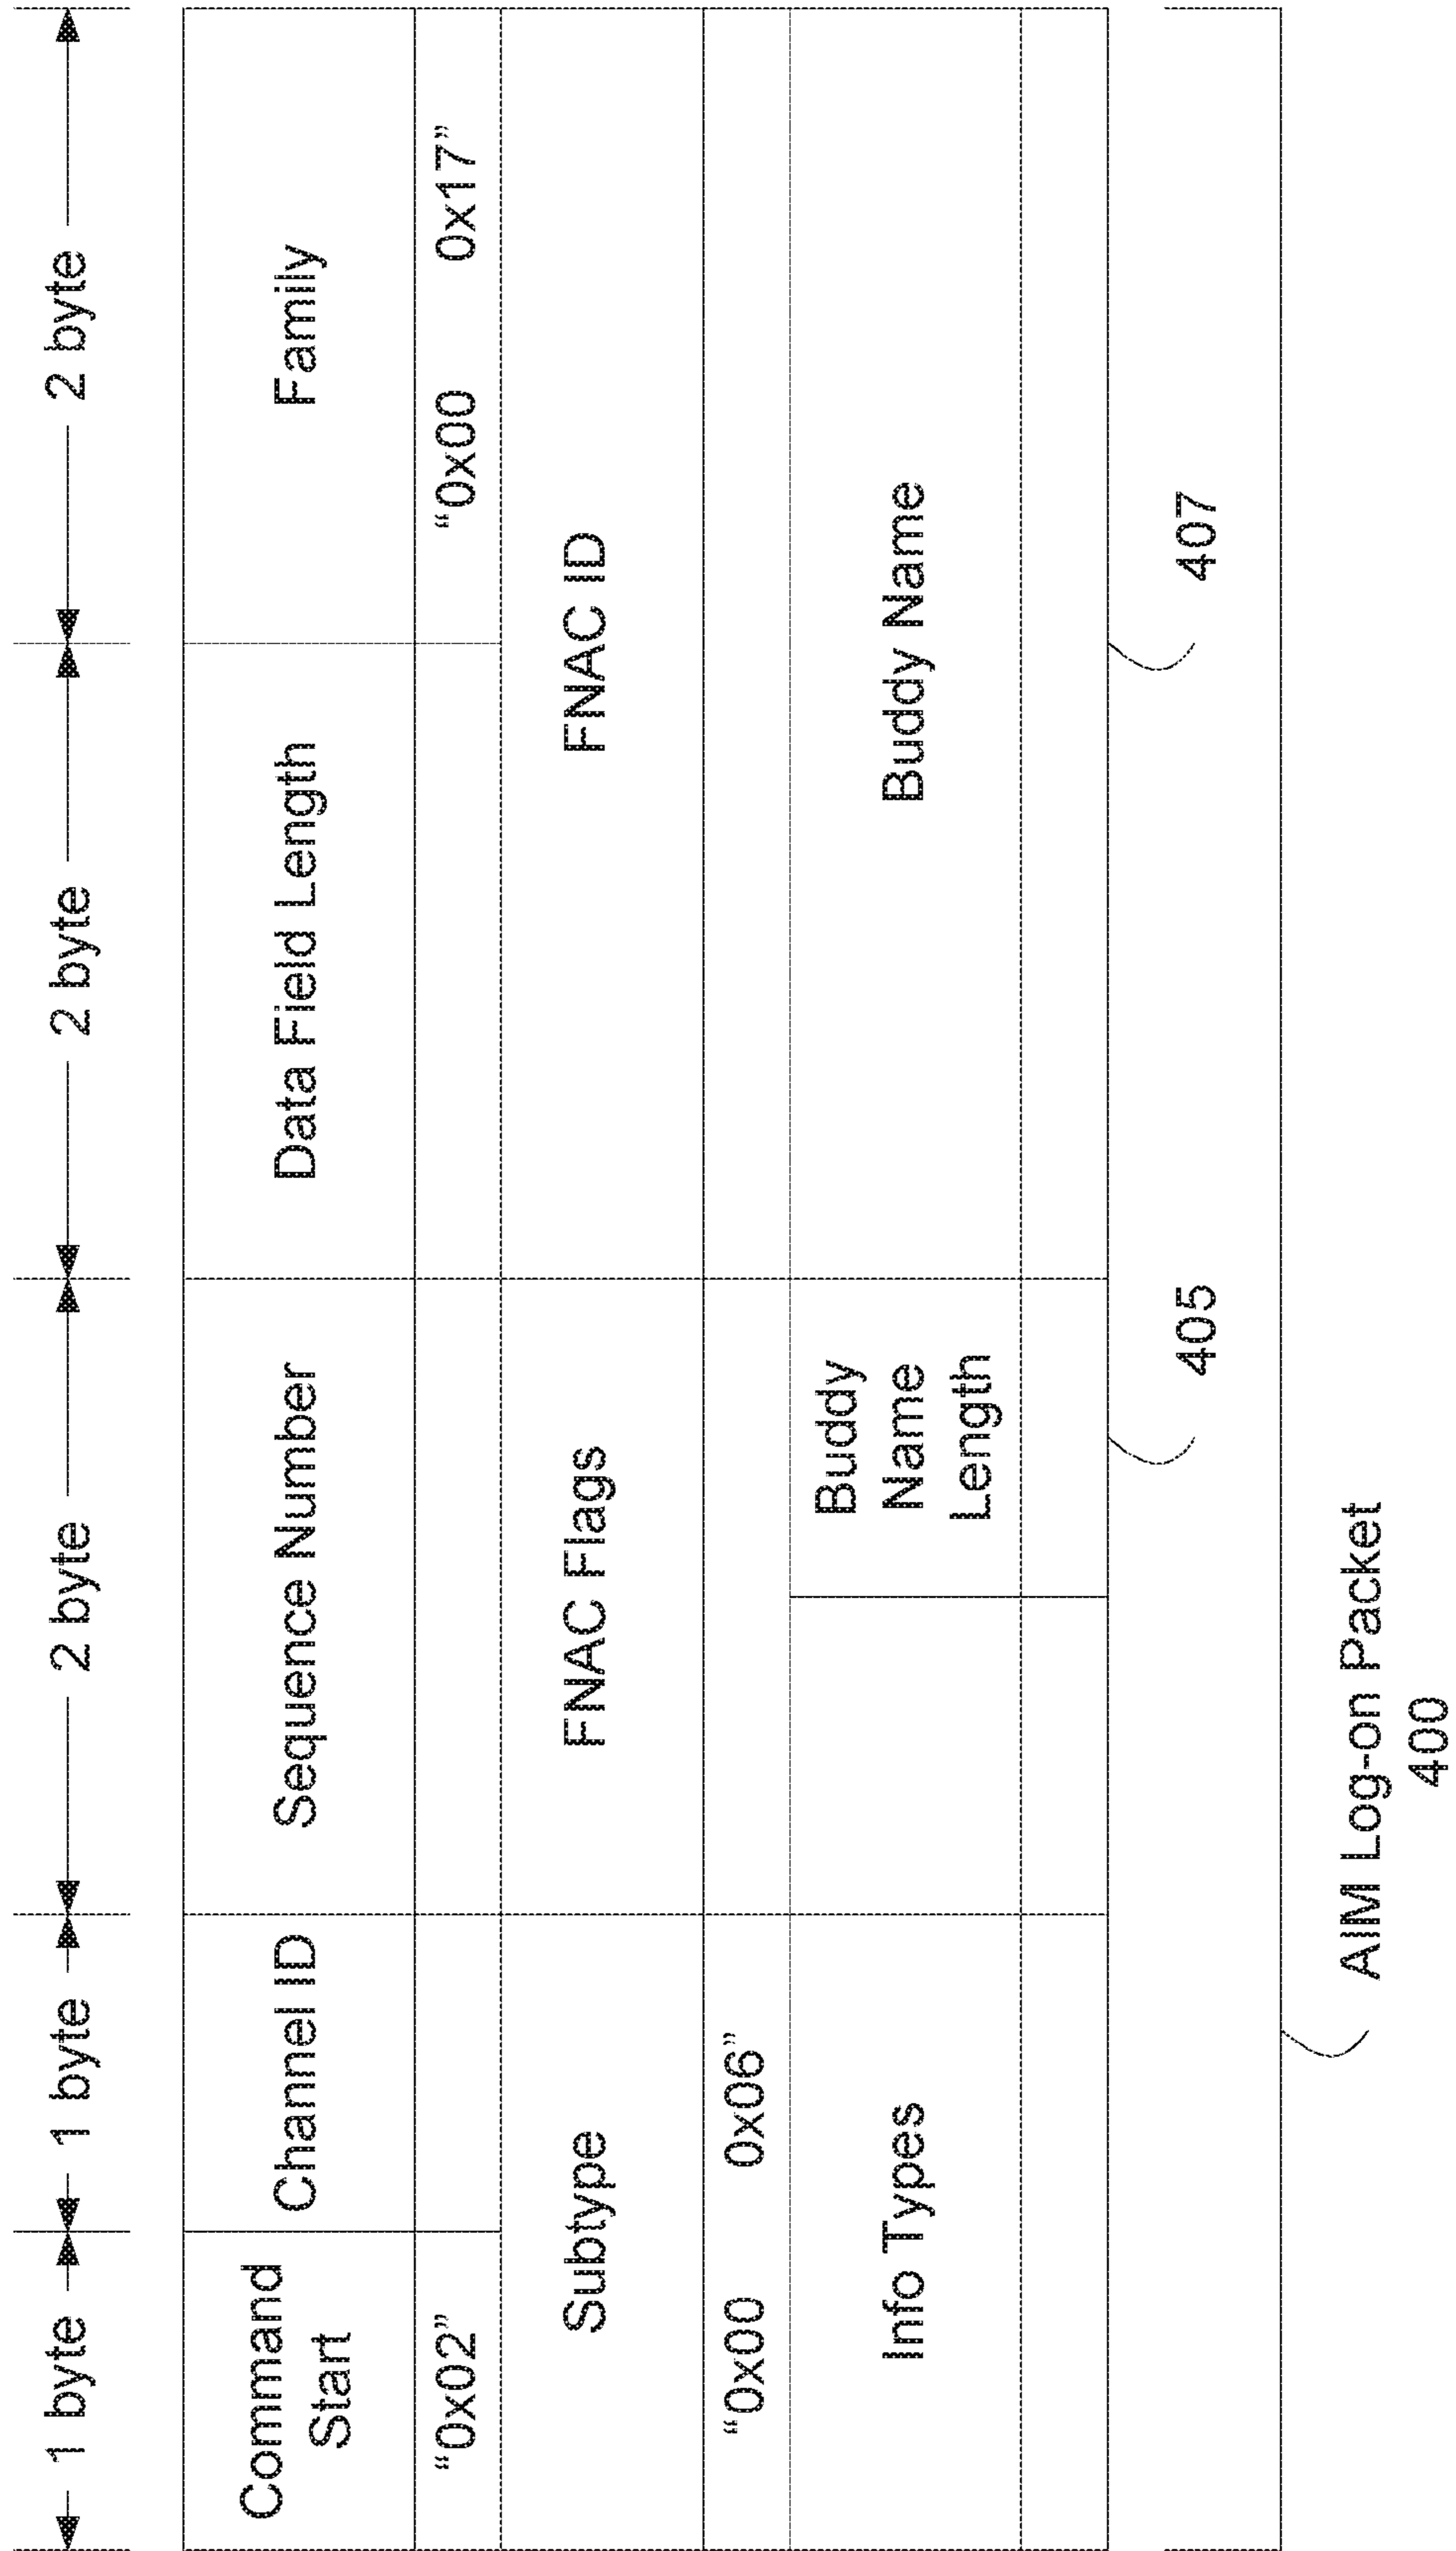 1 byte
1 byte
2 byte
2 byte
2 byte
Command
Start
Channel ID
Sequence Number
Data Field Length
Family
“0x02”
“0x00 0x17”
Subtype
FNAC Flags
FNAC ID
“0x00 0x06”
Info Types
Buddy
Name
Length
Buddy Name
405
407
AIM Log-on Packet
400